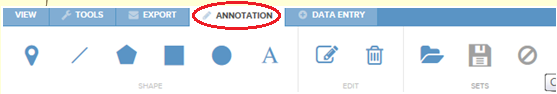 VIEW TOOLS EXPORT ANNOTATION DATA ENTRY
A
SHAPE EDIT SETS